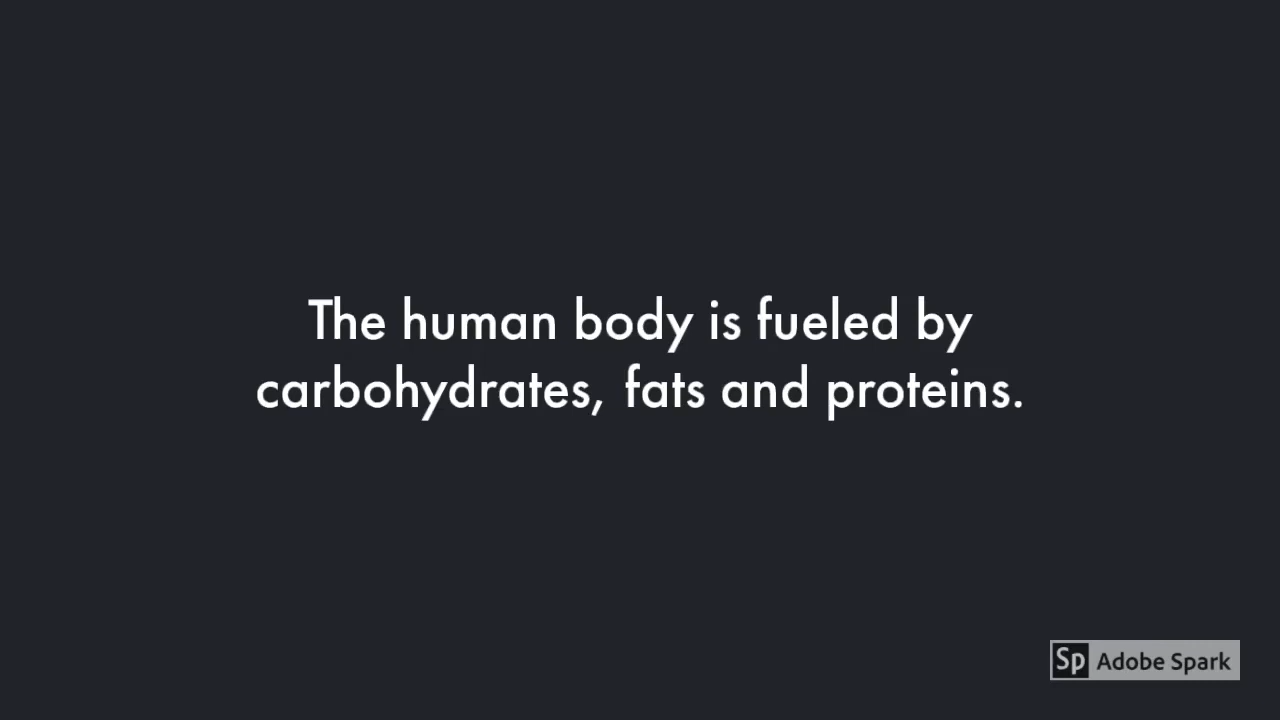 The human body is fueled by
carbohydrates, fats and proteins.
Sp Adobe Spark